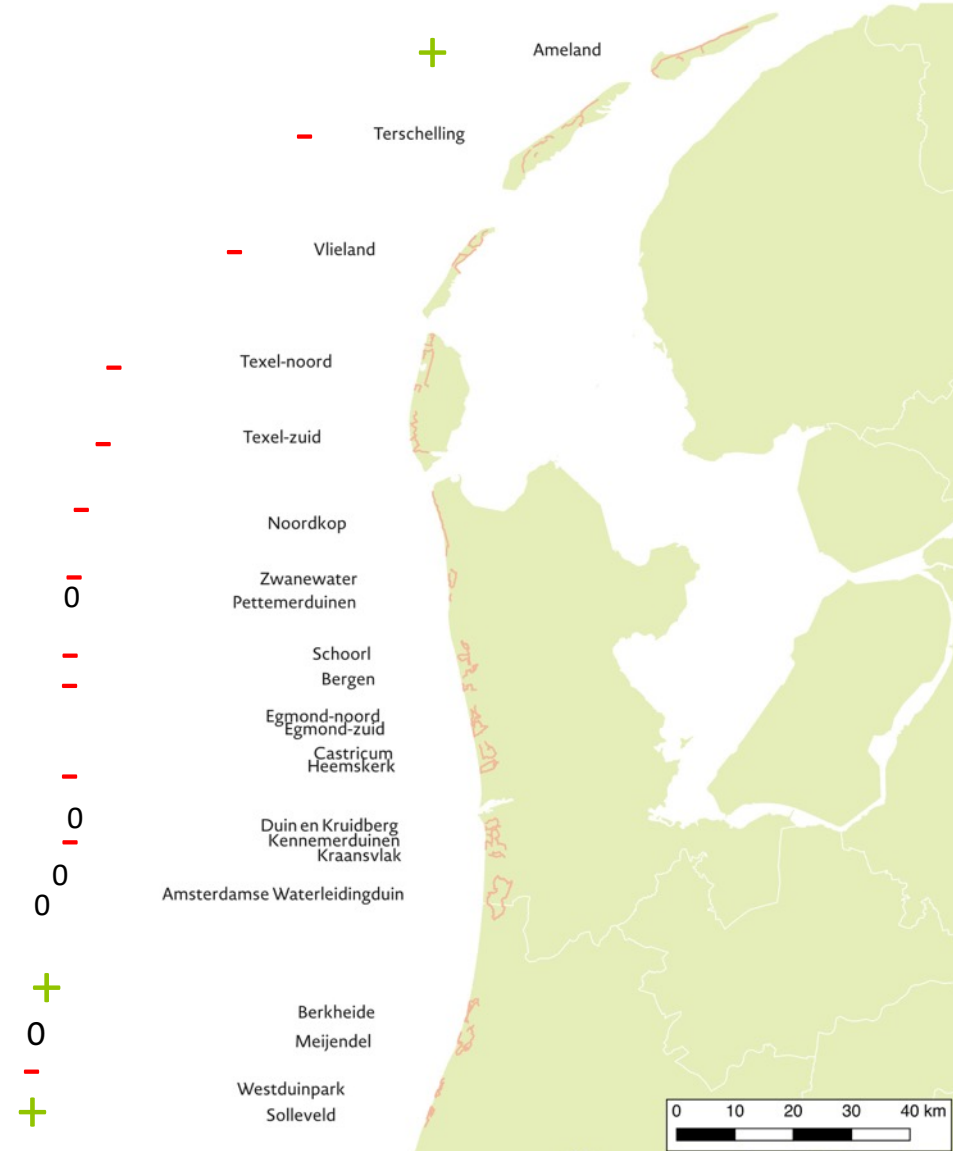 + Ameland
- Terschelling
- Vlieland
- Texel-noord
- Texel-zuid
- Noordkop
- Zwanewater
0 Pettemerduinen
- Schoorl
- Bergen
Egmond-noord
Egmond-zuid
Castricum
- Heemskerk
0 Duin en Kruidberg
- Kennemerduinen
0 Kraansvlak
0 Amsterdamse Waterleidingduin
+ Berkheide
0 Meijendel
- Westduinpark
+ Solleveld
0 10 20 30 40 km